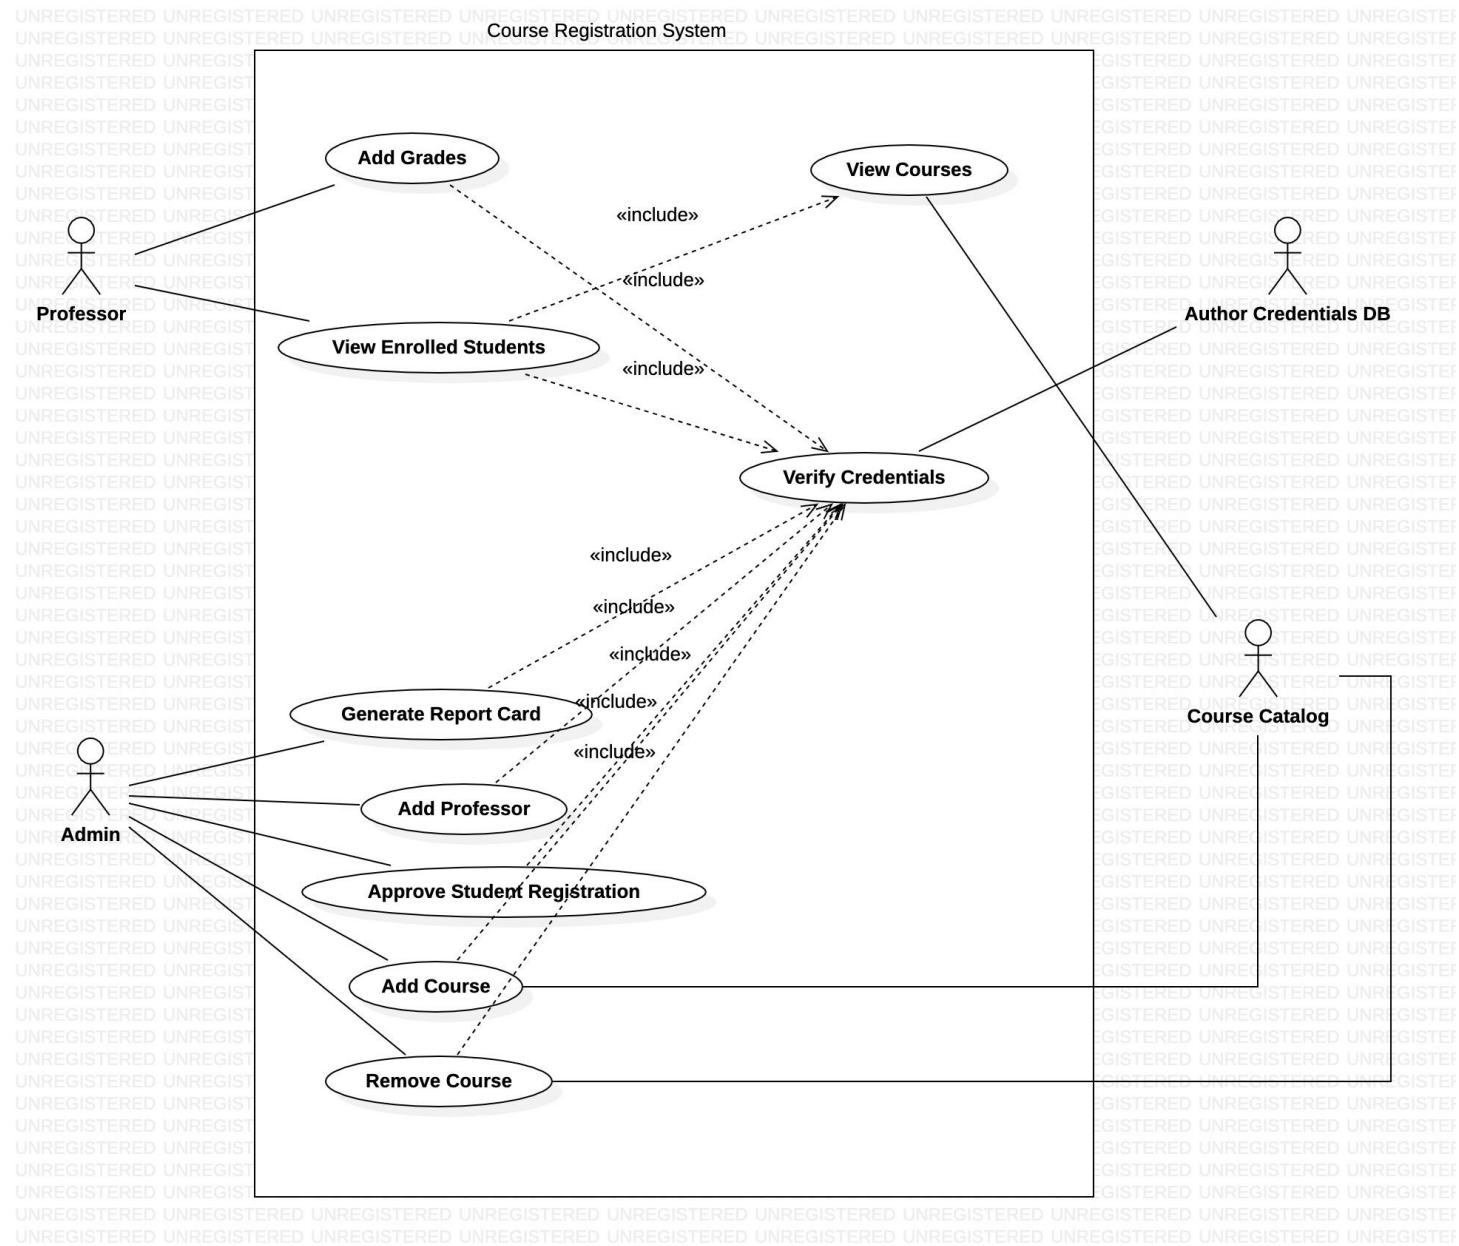 Course Registration System
Add Grades
View Courses
«include»
Professor
Author Credentials DB
«include»
View Enrolled Students
«include»
Verify Credentials
«include»
«include»
«include»
«include»
Generate Report Card
Course Catalog
«include»
Add Professor
Admin
Approve Student Registration
Add Course
Remove Course
UNREGISTERED